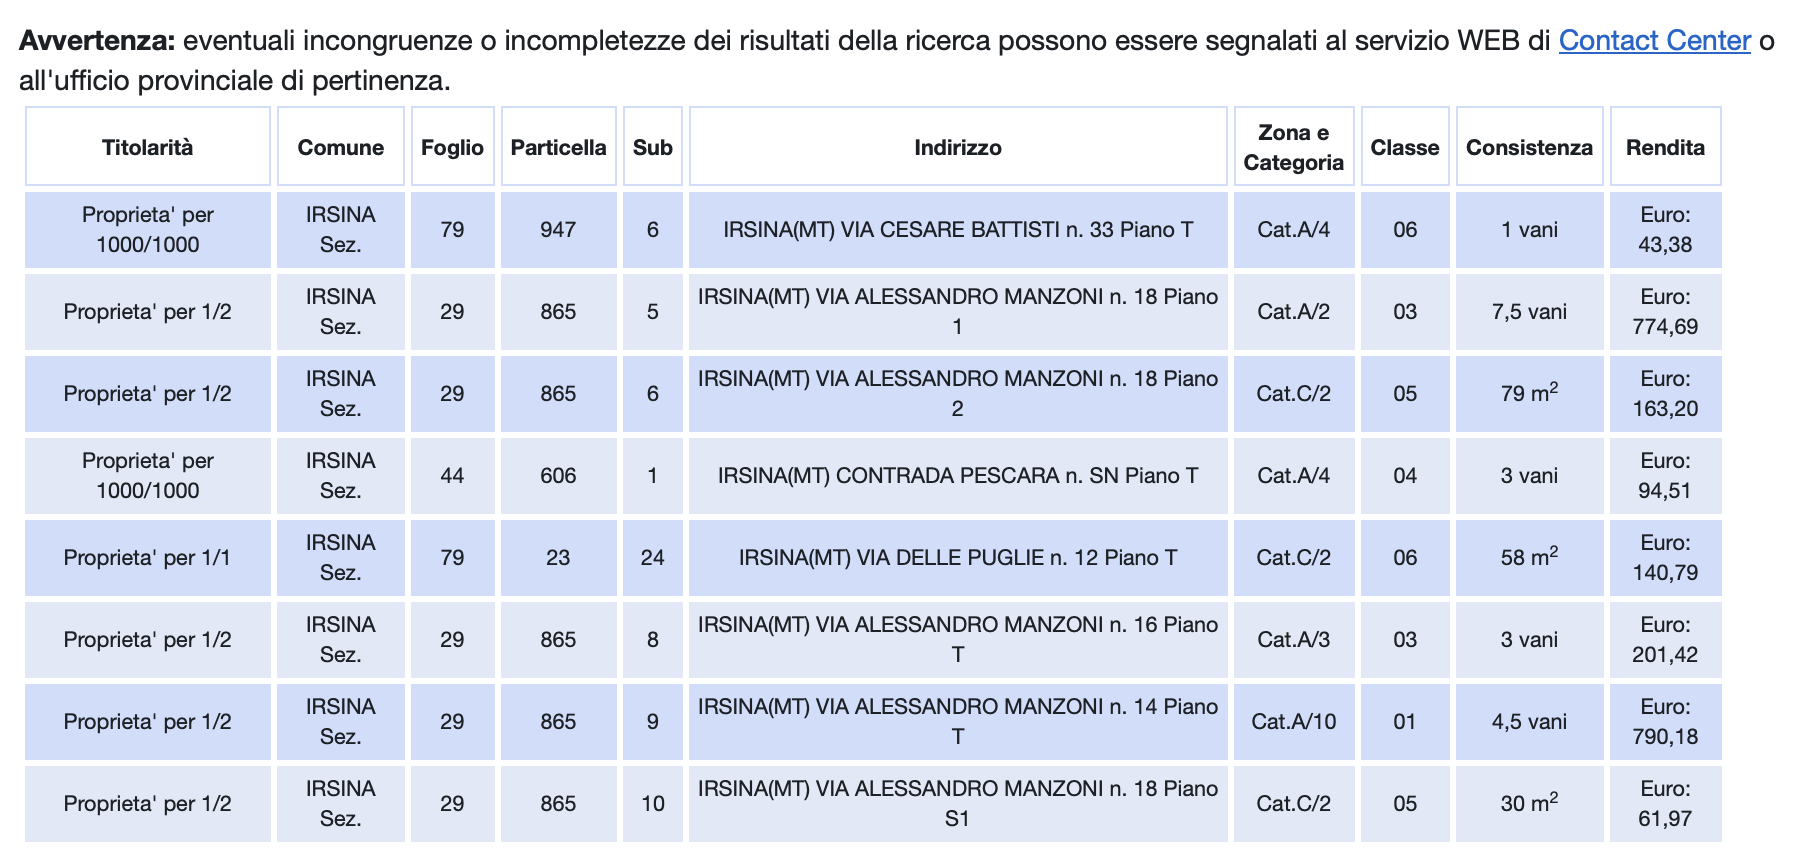 Avvertenza: eventuali incongruenze o incompletezze dei risultati della ricerca possono essere segnalati al servizio WEB di Contact Center o
all'ufficio provinciale di pertinenza.
Titolarità Comune Foglio Particella Sub Indirizzo Zona e Categoria Classe Consistenza Rendita
Proprieta' per 1000/1000 IRSINA Sez. 79 947 6 IRSINA(MT) VIA CESARE BATTISTI n. 33 Piano T Cat.A/4 06 1 vani Euro: 43,38
Proprieta' per 1/2 IRSINA Sez. 29 865 5 IRSINA(MT) VIA ALESSANDRO MANZONI n. 18 Piano 1 Cat.A/2 03 7,5 vani Euro: 774,69
Proprieta' per 1/2 IRSINA Sez. 29 865 6 IRSINA(MT) VIA ALESSANDRO MANZONI n. 18 Piano 2 Cat.C/2 05 79 m² Euro: 163,20
Proprieta' per 1000/1000 IRSINA Sez. 44 606 1 IRSINA(MT) CONTRADA PESCARA n. SN Piano T Cat.A/4 04 3 vani Euro: 94,51
Proprieta' per 1/1 IRSINA Sez. 79 23 24 IRSINA(MT) VIA DELLE PUGLIE n. 12 Piano T Cat.C/2 06 58 m² Euro: 140,79
Proprieta' per 1/2 IRSINA Sez. 29 865 8 IRSINA(MT) VIA ALESSANDRO MANZONI n. 16 Piano T Cat.A/3 03 3 vani Euro: 201,42
Proprieta' per 1/2 IRSINA Sez. 29 865 9 IRSINA(MT) VIA ALESSANDRO MANZONI n. 14 Piano T Cat.A/10 01 4,5 vani Euro: 790,18
Proprieta' per 1/2 IRSINA Sez. 29 865 10 IRSINA(MT) VIA ALESSANDRO MANZONI n. 18 Piano S1 Cat.C/2 05 30 m² Euro: 61,97